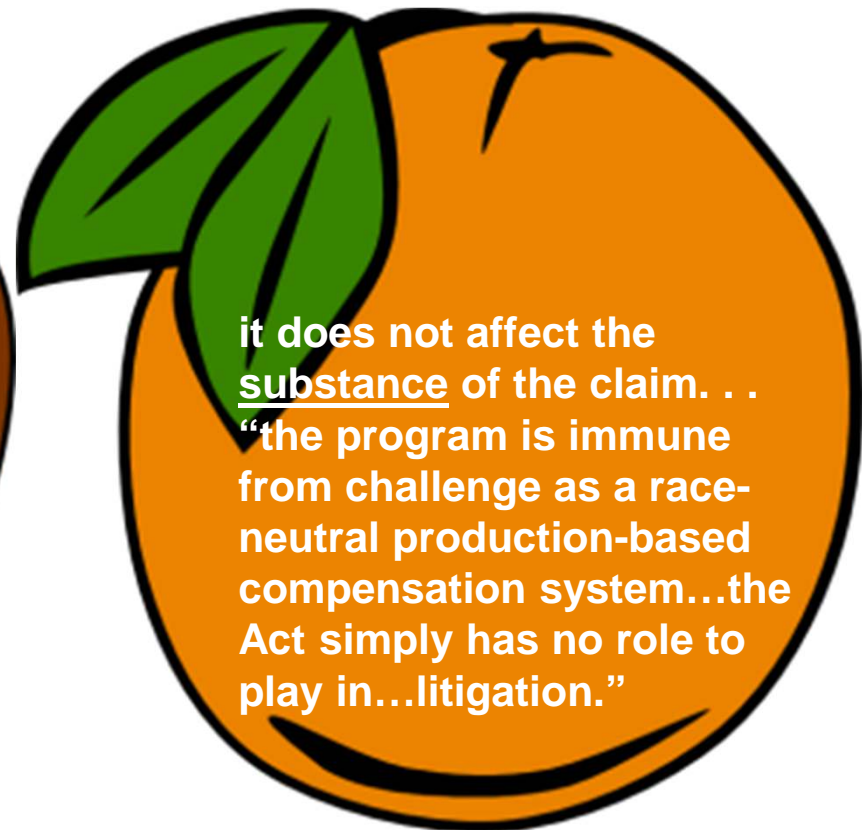 it does not affect the
substance of the claim. . .
“the program is immune
from challenge as a race-
neutral production-based
compensation system…the
Act simply has no role to
play in…litigation.”